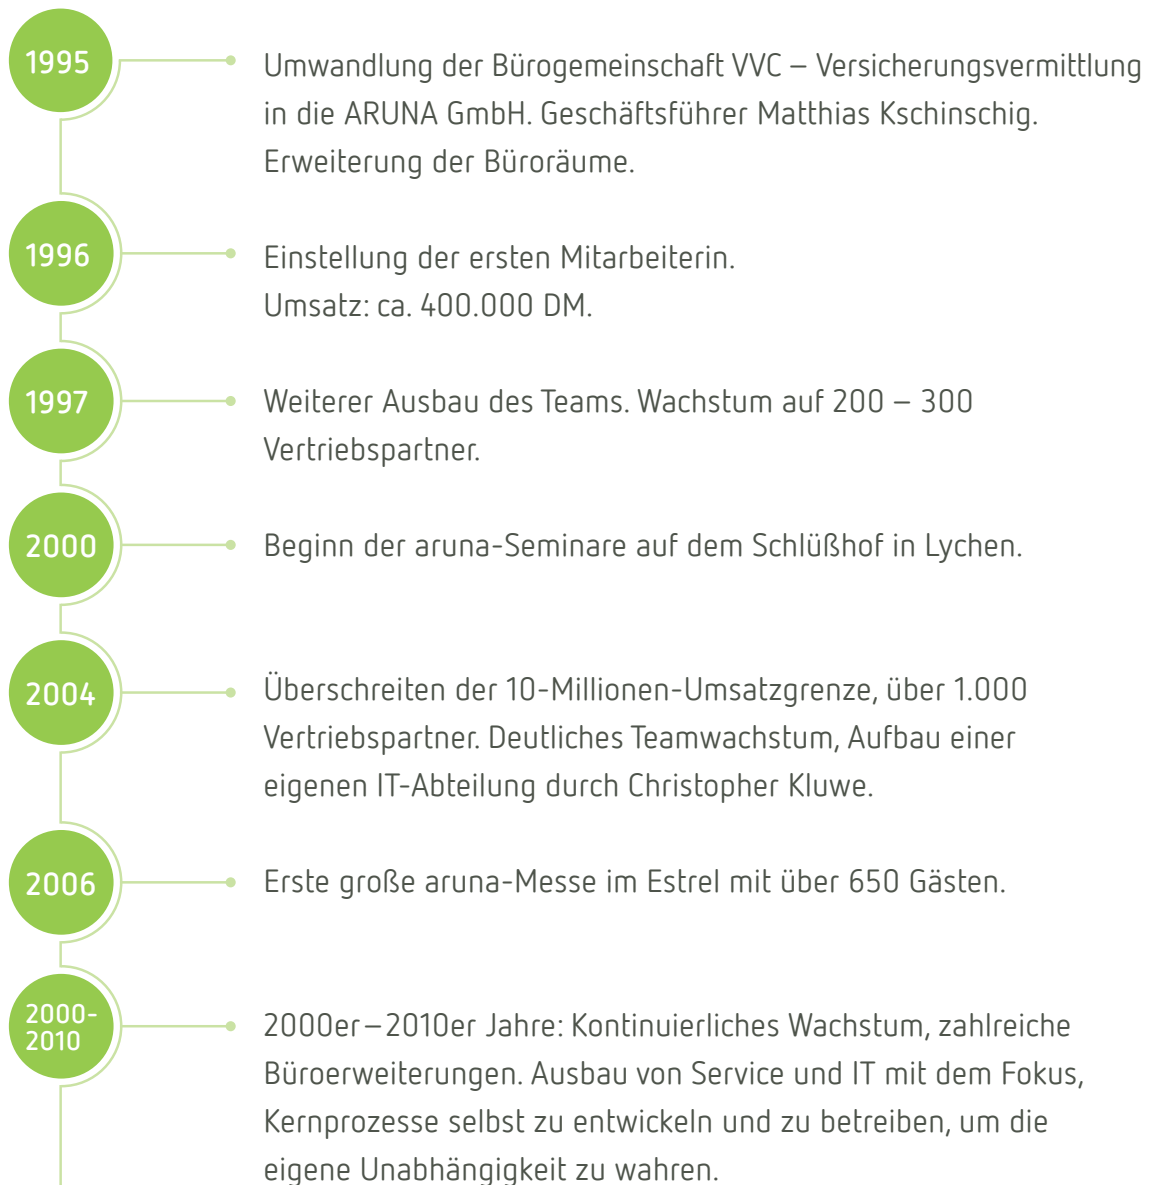 1995
Umwandlung der Bürogemeinschaft VVC – Versicherungsvermittlung
in die ARUNA GmbH. Geschäftsführer Matthias Kschinschig.
Erweiterung der Büroräume.
1996
Einstellung der ersten Mitarbeiterin.
Umsatz: ca. 400.000 DM.
1997
Weiterer Ausbau des Teams. Wachstum auf 200 – 300
Vertriebspartner.
2000
Beginn der aruna-Seminare auf dem Schlüßhof in Lychen.
2004
Überschreiten der 10-Millionen-Umsatzgrenze, über 1.000
Vertriebspartner. Deutliches Teamwachstum, Aufbau einer
eigenen IT-Abteilung durch Christopher Kluwe.
2006
Erste große aruna-Messe im Estrel mit über 650 Gästen.
2000-
2010
2000er – 2010er Jahre: Kontinuierliches Wachstum, zahlreiche
Büroerweiterungen. Ausbau von Service und IT mit dem Fokus,
Kernprozesse selbst zu entwickeln und zu betreiben, um die
eigene Unabhängigkeit zu wahren.